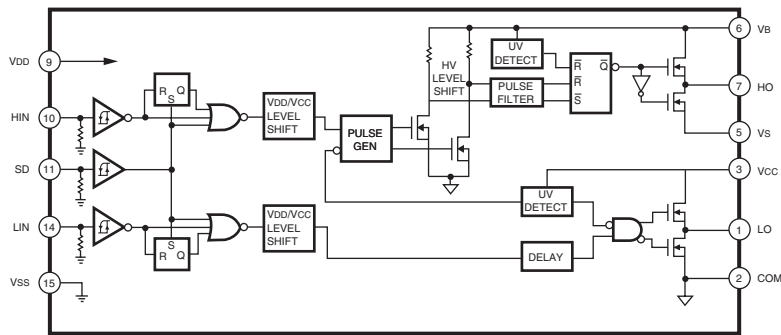 VDD
9
HIN
10
SD
11
LIN
14
VSS
15
R
Q
S
S
R
Q
VDD/VCC
LEVEL
SHIFT
VDD/VCC
LEVEL
SHIFT
PULSE
GEN
HV
LEVEL
SHIFT
UV
DETECT
PULSE
FILTER
R̅
Q̅
R̅
S̅
UV
DETECT
DELAY
6
VB
7
HO
5
VS
3
VCC
1
LO
2
COM